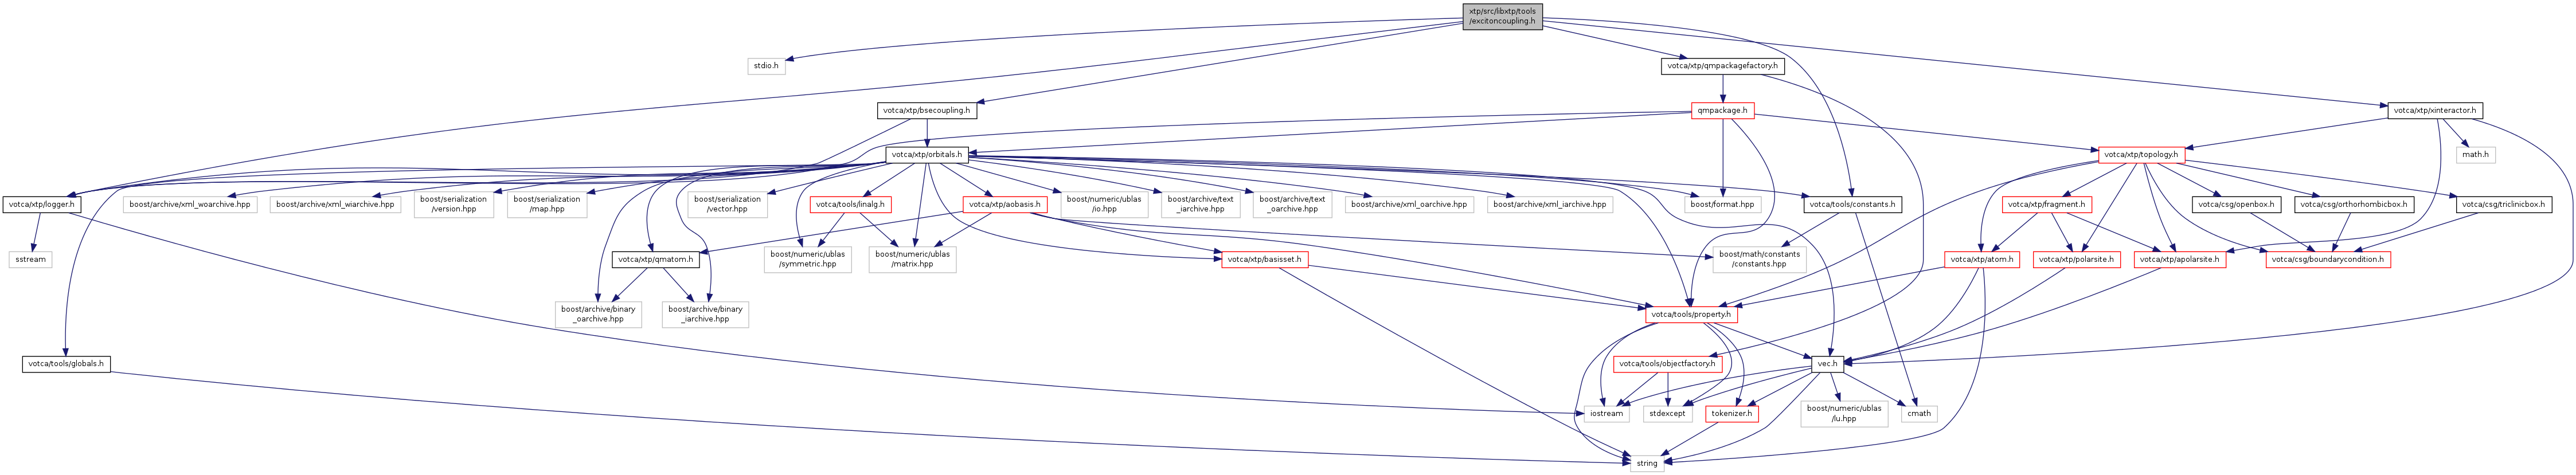 xtp/src/libxtp/tools
/excitoncoupling.h
stdio.h
votca/xtp/qmpackagefactory.h
votca/xtp/bsecoupling.h
qmpackage.h
votca/xtp/xinteractor.h
votca/xtp/orbitals.h
votca/xtp/topology.h
math.h
votca/xtp/logger.h
boost/archive/xml_woarchive.hpp
boost/archive/xml_wiarchive.hpp
boost/serialization
/version.hpp
boost/serialization
/map.hpp
boost/serialization
/vector.hpp
votca/tools/linalg.h
votca/xtp/aobasis.h
boost/numeric/ublas
/io.hpp
boost/archive/text
_iarchive.hpp
boost/archive/text
_oarchive.hpp
boost/archive/xml_oarchive.hpp
boost/archive/xml_iarchive.hpp
boost/format.hpp
votca/tools/constants.h
votca/xtp/fragment.h
votca/csg/openbox.h
votca/csg/orthorhombicbox.h
votca/csg/triclinicbox.h
sstream
votca/xtp/qmatom.h
boost/numeric/ublas
/symmetric.hpp
boost/numeric/ublas
/matrix.hpp
votca/xtp/basisset.h
boost/math/constants
/constants.hpp
votca/xtp/atom.h
votca/xtp/polarsite.h
votca/xtp/apolarsite.h
votca/csg/boundarycondition.h
boost/archive/binary
_oarchive.hpp
boost/archive/binary
_iarchive.hpp
votca/tools/property.h
votca/tools/globals.h
votca/tools/objectfactory.h
vec.h
iostream
stdexcept
tokenizer.h
boost/numeric/ublas
/lu.hpp
cmath
string